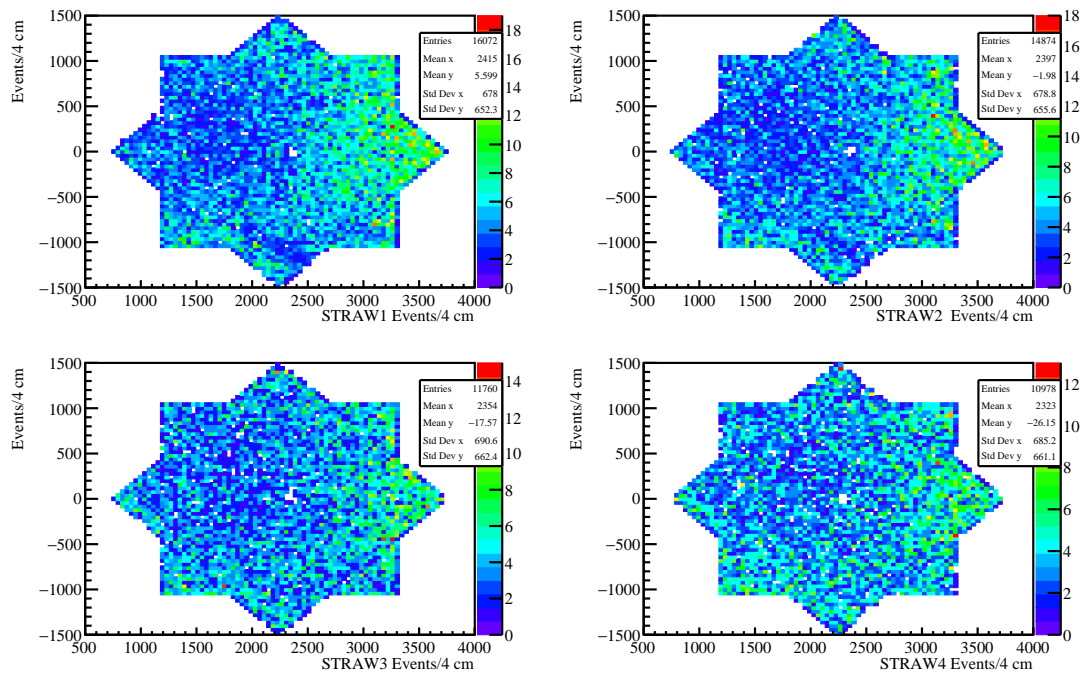 Events/4 cm
1500
1000
500
0
−500
−1000
−1500
500 1000 1500 2000 2500 3000 3500 4000
STRAW1 Events/4 cm
Entries 16072
Mean x 2415
Mean y 5.599
Std Dev x 678
Std Dev y 652.3
18
16
14
12
10
8
6
4
2
0
Events/4 cm
1500
1000
500
0
−500
−1000
−1500
500 1000 1500 2000 2500 3000 3500 4000
STRAW2 Events/4 cm
Entries 14874
Mean x 2397
Mean y −1.98
Std Dev x 678.8
Std Dev y 655.6
18
16
14
12
10
8
6
4
2
0
Events/4 cm
1500
1000
500
0
−500
−1000
−1500
500 1000 1500 2000 2500 3000 3500 4000
STRAW3 Events/4 cm
Entries 11760
Mean x 2354
Mean y −17.57
Std Dev x 690.6
Std Dev y 662.4
14
12
10
8
6
4
2
0
Events/4 cm
1500
1000
500
0
−500
−1000
−1500
500 1000 1500 2000 2500 3000 3500 4000
STRAW4 Events/4 cm
Entries 10978
Mean x 2323
Mean y −26.15
Std Dev x 685.2
Std Dev y 661.1
12
10
8
6
4
2
0